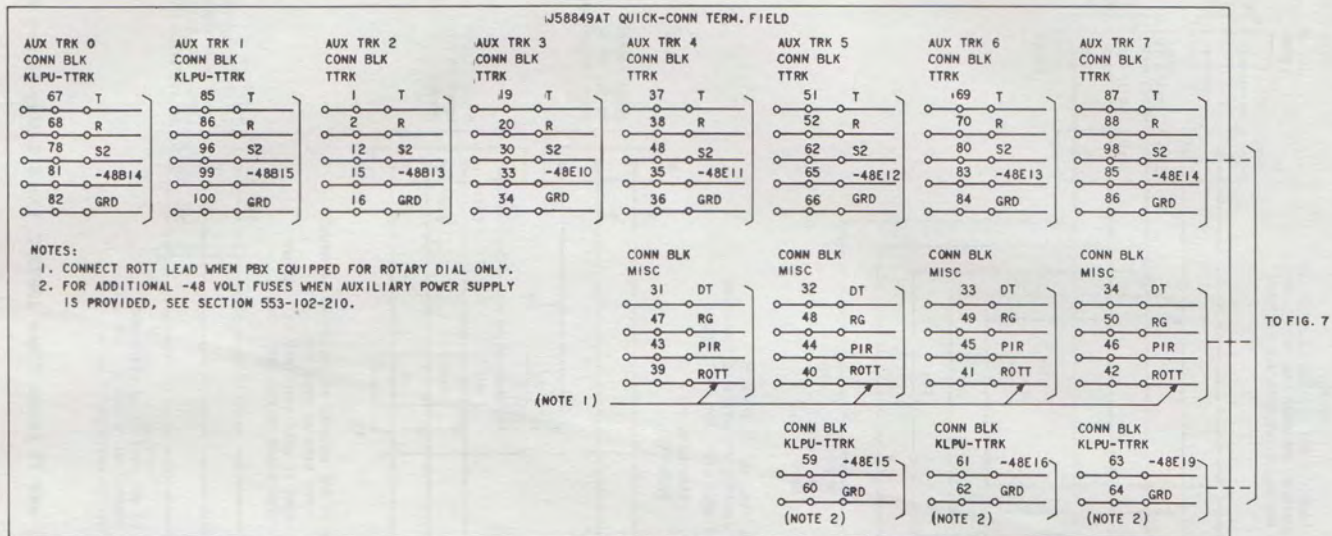 J58849AT QUICK-CONN TERM. FIELD
AUX TRK 0
CONN BLK
KLPU-TTRK
67 T
68 R
78 S2
81 -48B14
82 GRD
AUX TRK 1
CONN BLK
KLPU-TTRK
85 T
86 R
96 S2
99 -48B15
100 GRD
AUX TRK 2
CONN BLK
TTRK
1 T
2 R
12 S2
15 -48B13
16 GRD
AUX TRK 3
CONN BLK
TTRK
19 T
20 R
30 S2
33 -48E10
34 GRD
AUX TRK 4
CONN BLK
TTRK
37 T
38 R
48 S2
35 -48E11
36 GRD
AUX TRK 5
CONN BLK
TTRK
51 T
52 R
62 S2
65 -48E12
66 GRD
AUX TRK 6
CONN BLK
TTRK
69 T
70 R
80 S2
83 -48E13
84 GRD
AUX TRK 7
CONN BLK
TTRK
87 T
88 R
98 S2
85 -48E14
86 GRD
NOTES:
1. CONNECT ROTT LEAD WHEN PBX EQUIPPED FOR ROTARY DIAL ONLY.
2. FOR ADDITIONAL -48 VOLT FUSES WHEN AUXILIARY POWER SUPPLY
IS PROVIDED, SEE SECTION 553-102-210.
CONN BLK
MISC
31 DT
47 RG
43 PIR
39 ROTT
CONN BLK
MISC
32 DT
48 RG
44 PIR
40 ROTT
CONN BLK
MISC
33 DT
49 RG
45 PIR
41 ROTT
CONN BLK
MISC
34 DT
50 RG
46 PIR
42 ROTT
TO FIG. 7
(NOTE 1)
CONN BLK
KLPU-TTRK
59 -48E15
60 GRD
(NOTE 2)
CONN BLK
KLPU-TTRK
61 -48E16
62 GRD
(NOTE 2)
CONN BLK
KLPU-TTRK
63 -48E19
64 GRD
(NOTE 2)